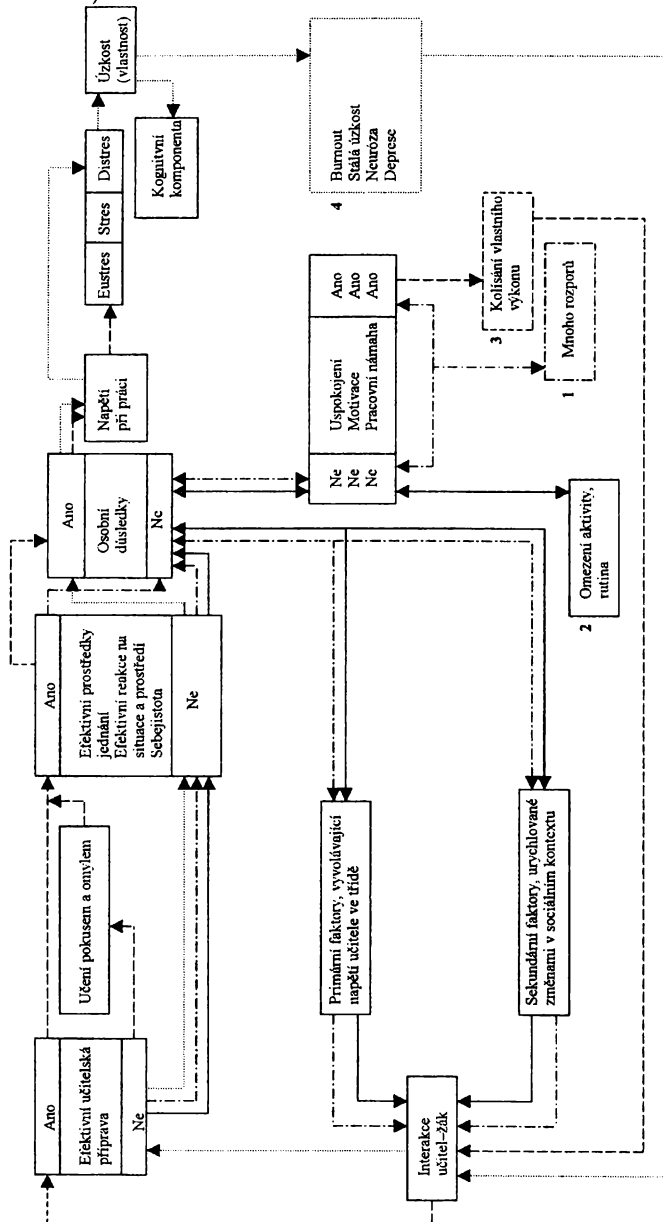 Ano
Efektivní učitelská
příprava
Ne
Učení pokusem a omylem
Ano
Efektivní prostředky
jednání
Efektivní reakce na
situace a prostředí
Sebejistota
Ne
Ano
Osobní
důsledky
Ne
Napětí
při práci
Eustres
Stres
Distres
Úzkost
(vlastnost)
Kognitivní
komponenta
Interakce
učitel–žák
Primární faktory, vyvolávající
napětí učitele ve třídě
Sekundární faktory, urychlované
změnami v sociálním kontextu
Ne
Ne
Ne
Uspokojení
Motivace
Pracovní námaha
Ano
Ano
Ano
2
Omezení aktivity,
rutina
1
Mnoho rozporů
3
Kolísání vlastního
výkonu
4
Burnout
Stálá úzkost
Neuróza
Deprese